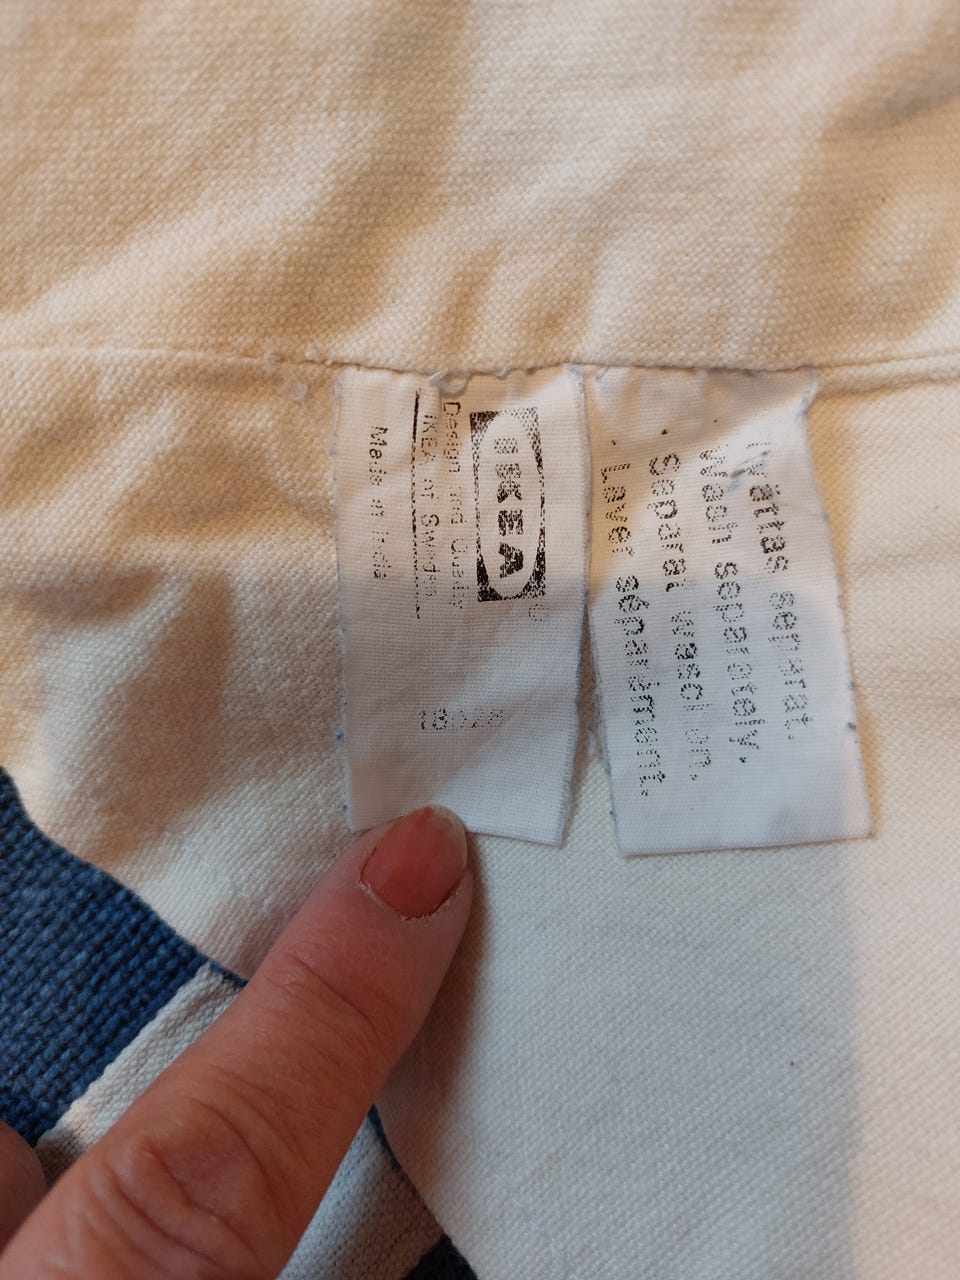 IKEA
Design and Quality
IKEA of Sweden
Made in India
Tvättas separat.
Wash separately.
Separat waschen.
Laver séparément.